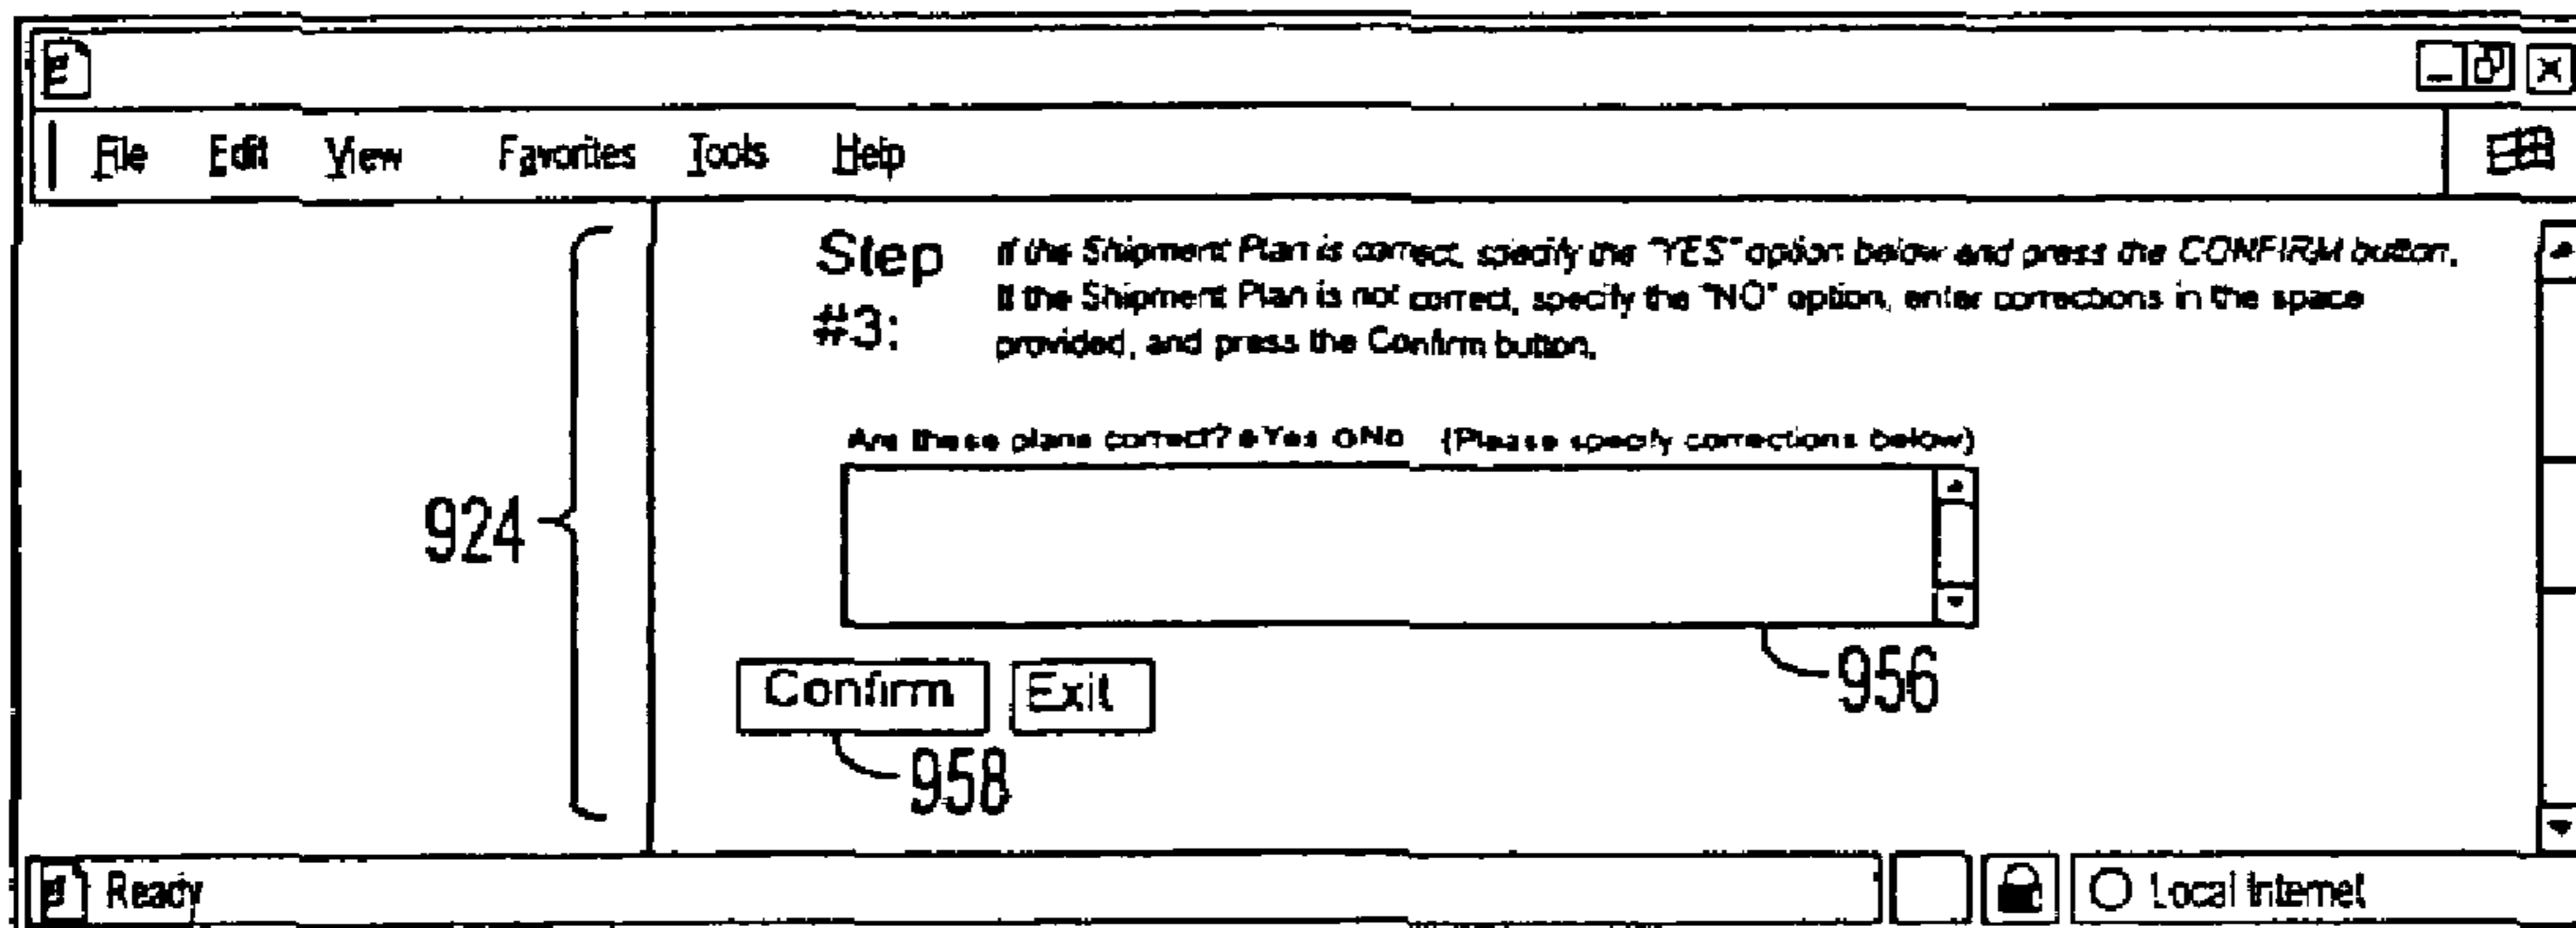 File Edit View Favorites Tools Help
Step #3:
If the Shipment Plan is correct, specify the "YES" option below and press the CONFIRM button.
If the Shipment Plan is not correct, specify the "NO" option, enter corrections in the space
provided, and press the Confirm button.
Are these plans correct? Yes No (Please specify corrections below)
924
956
Confirm Exit
958
Ready Local Internet